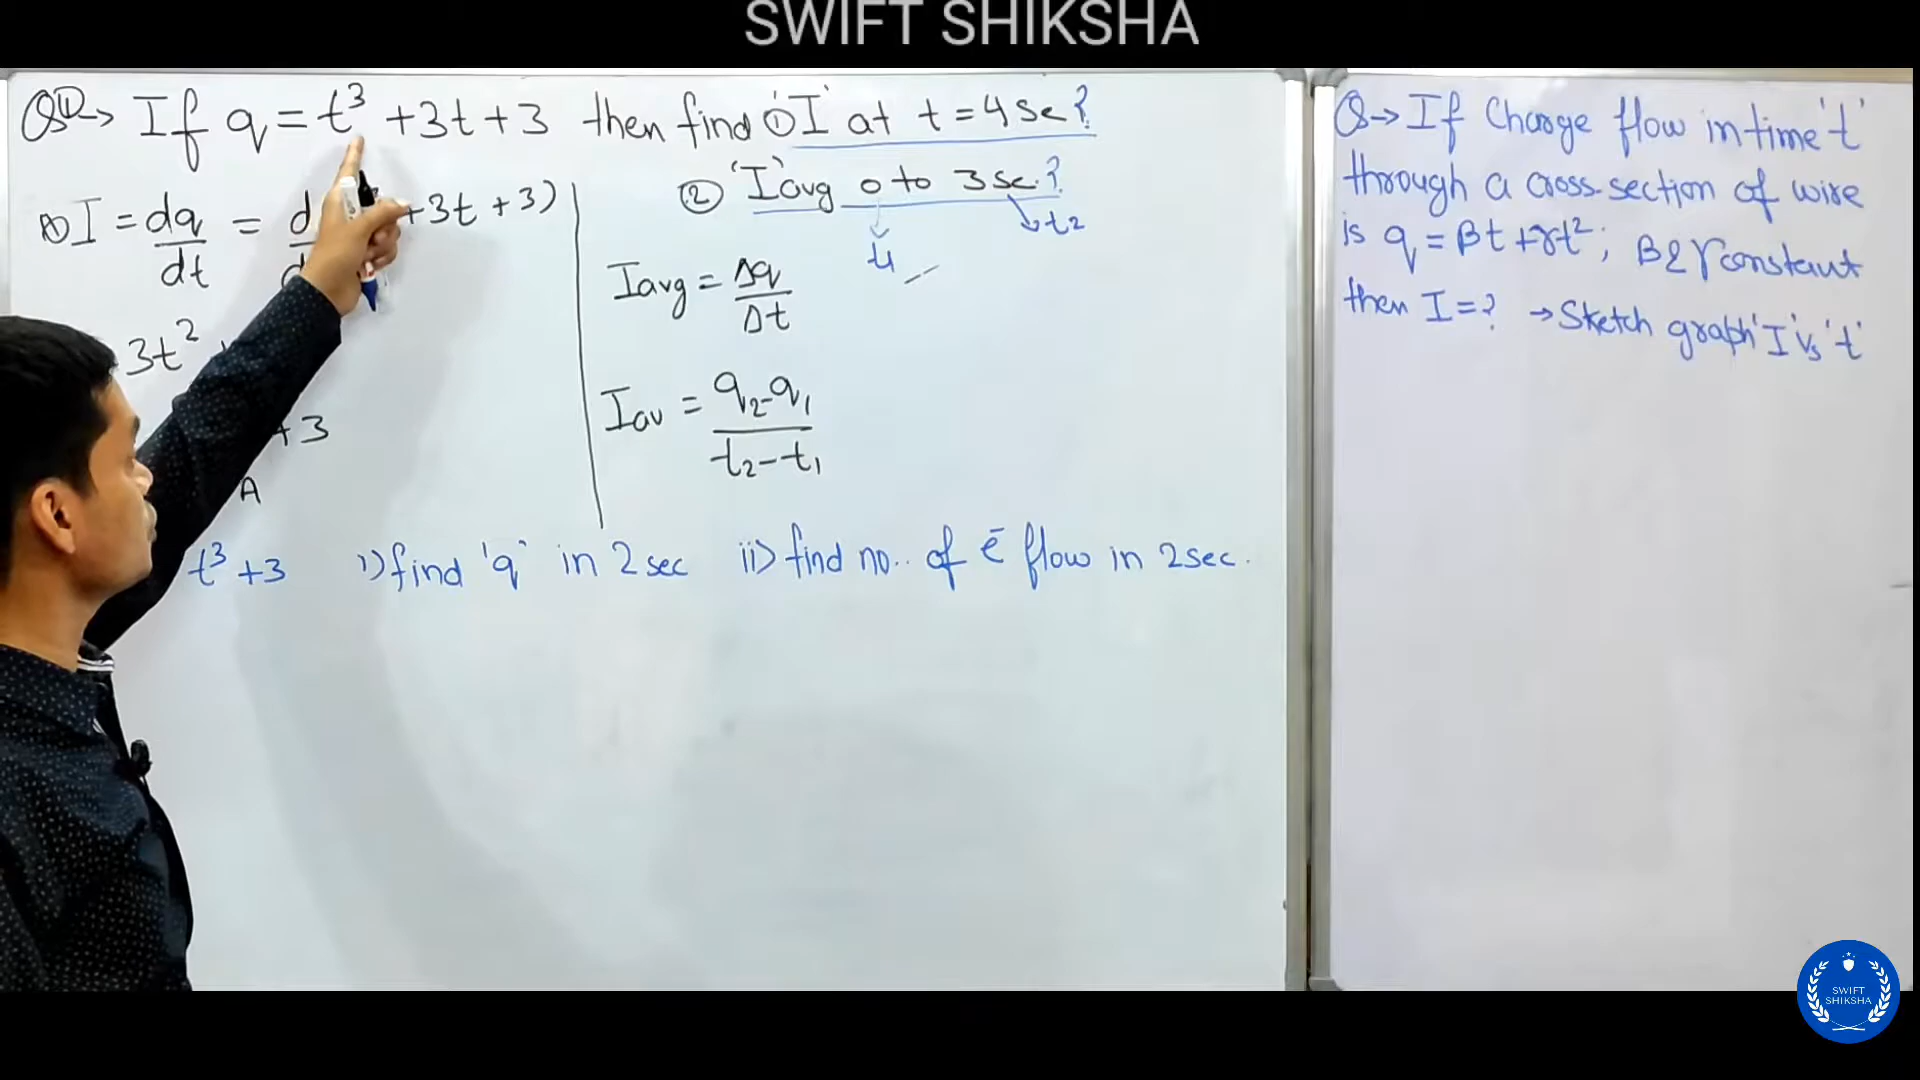 SWIFT SHIKSHA
Q① → If q = t³ + 3t + 3 then find ① 'I' at t = 4 sec?
② 'I'avg 0 to 3 sec.?
① I = dq/dt = +3t + 3)
t₁
t₂
Iavg = Δq/Δt
3t²
Iav = q₂-q₁/t₂-t₁
+3
A
t³ + 3 i) find 'q' in 2 sec ii) find no.. of ē flow in 2 sec.
Q → If Charge flow in time 't'
through a cross-section of wire
is q = βt + γt²; β & γ constant
then I = ? → Sketch graph 'I' vs 't'
SWIFT
SHIKSHA